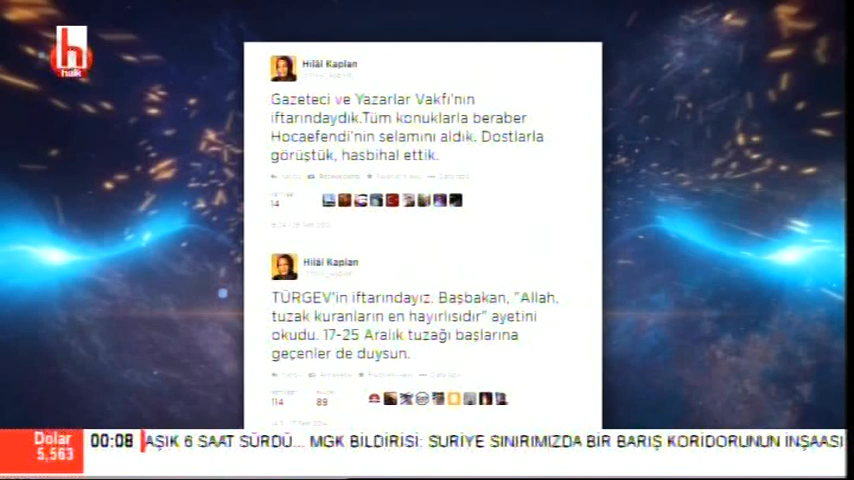 h
halk
Hilâl Kaplan
Gazeteci ve Yazarlar Vakfı'nın
iftarındaydık.Tüm konuklarla beraber
Hocaefendi'nin selamını aldık. Dostlarla
görüştük, hasbihal ettik.
14
Hilâl Kaplan
TÜRGEV'in iftarındayız. Başbakan, "Allah,
tuzak kuranların en hayırlısıdır" ayetini
okudu. 17-25 Aralık tuzağı başlarına
geçenler de duysun.
114 89
Dolar
5,563
00:08 AŞIK 6 SAAT SÜRDÜ... MGK BİLDİRİSİ: SURİYE SINIRIMIZDA BİR BARIŞ KORİDORUNUN İNŞAASI